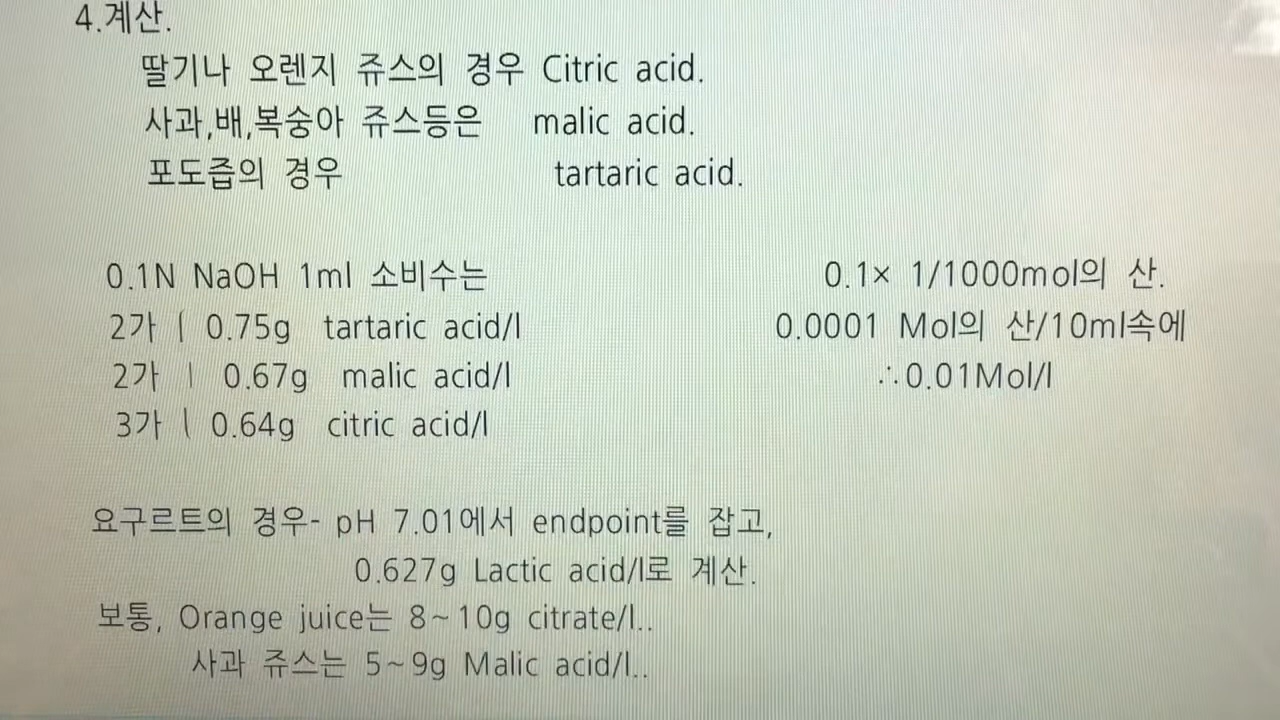 4.계산.
딸기나 오렌지 쥬스의 경우 Citric acid.
사과,배,복숭아 쥬스등은 malic acid.
포도즙의 경우 tartaric acid.
0.1N NaOH 1ml 소비수는 0.1× 1/1000mol의 산.
2가 | 0.75g tartaric acid/l 0.0001 Mol의 산/10ml속에
2가 | 0.67g malic acid/l ∴0.01Mol/l
3가 | 0.64g citric acid/l
요구르트의 경우- pH 7.01에서 endpoint를 잡고,
0.627g Lactic acid/l로 계산.
보통, Orange juice는 8~10g citrate/l..
사과 쥬스는 5~9g Malic acid/l..